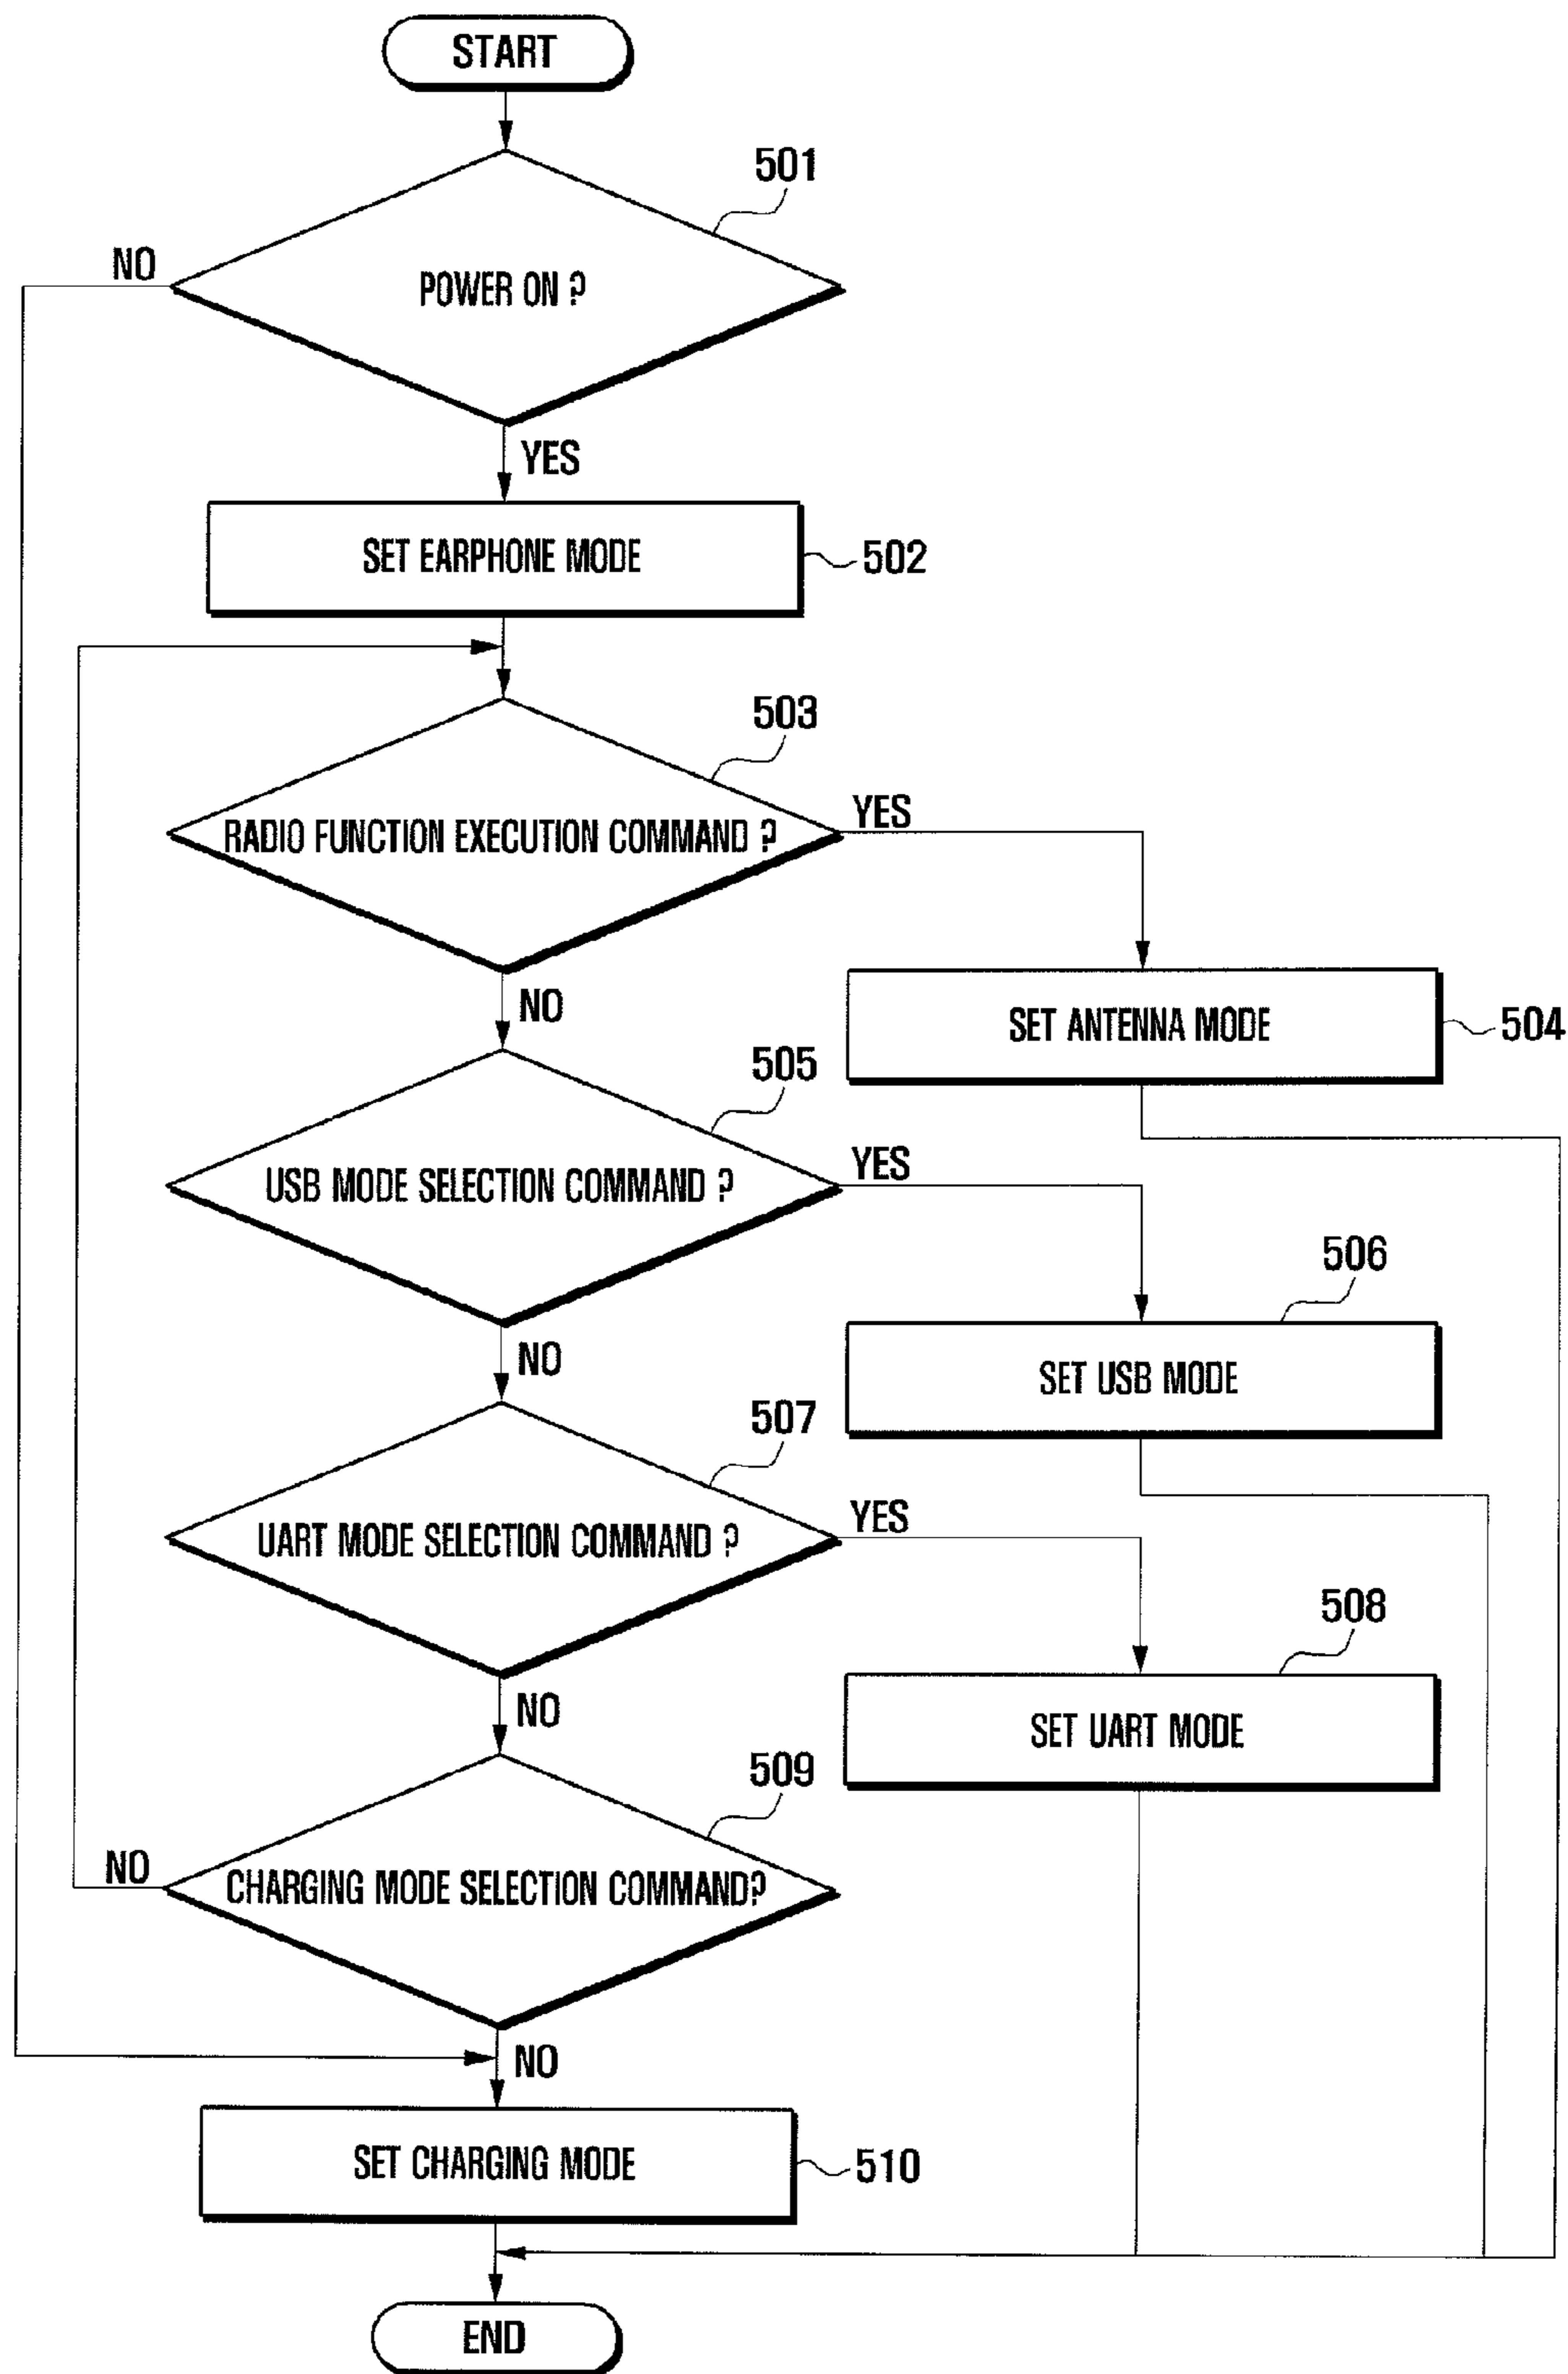 START
501
NO
POWER ON ?
YES
SET EARPHONE MODE
502
503
RADIO FUNCTION EXECUTION COMMAND ?
YES
NO
SET ANTENNA MODE
504
505
USB MODE SELECTION COMMAND ?
YES
506
NO
SET USB MODE
507
UART MODE SELECTION COMMAND ?
YES
508
NO
SET UART MODE
509
NO
CHARGING MODE SELECTION COMMAND?
NO
SET CHARGING MODE
510
END